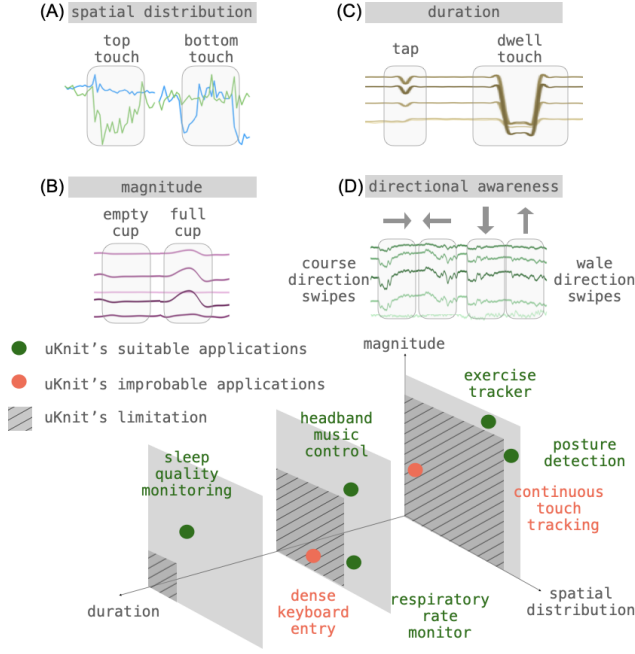 (A) spatial distribution
top
touch
bottom
touch
(C) duration
tap
dwell
touch
(B) magnitude
empty
cup
full
cup
(D) directional awareness
course
direction
swipes
wale
direction
swipes
uKnit's suitable applications
uKnit's improbable applications
uKnit's limitation
magnitude
exercise
tracker
headband
music
control
posture
detection
sleep
quality
monitoring
continuous
touch
tracking
duration
dense
keyboard
entry
respiratory
rate
monitor
spatial
distribution